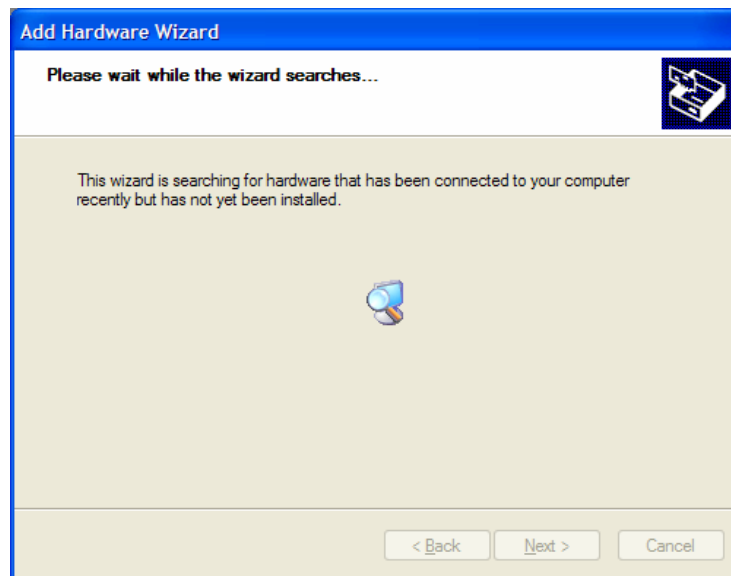 Add Hardware Wizard
Please wait while the wizard searches...
This wizard is searching for hardware that has been connected to your computer
recently but has not yet been installed.
< Back
Next >
Cancel